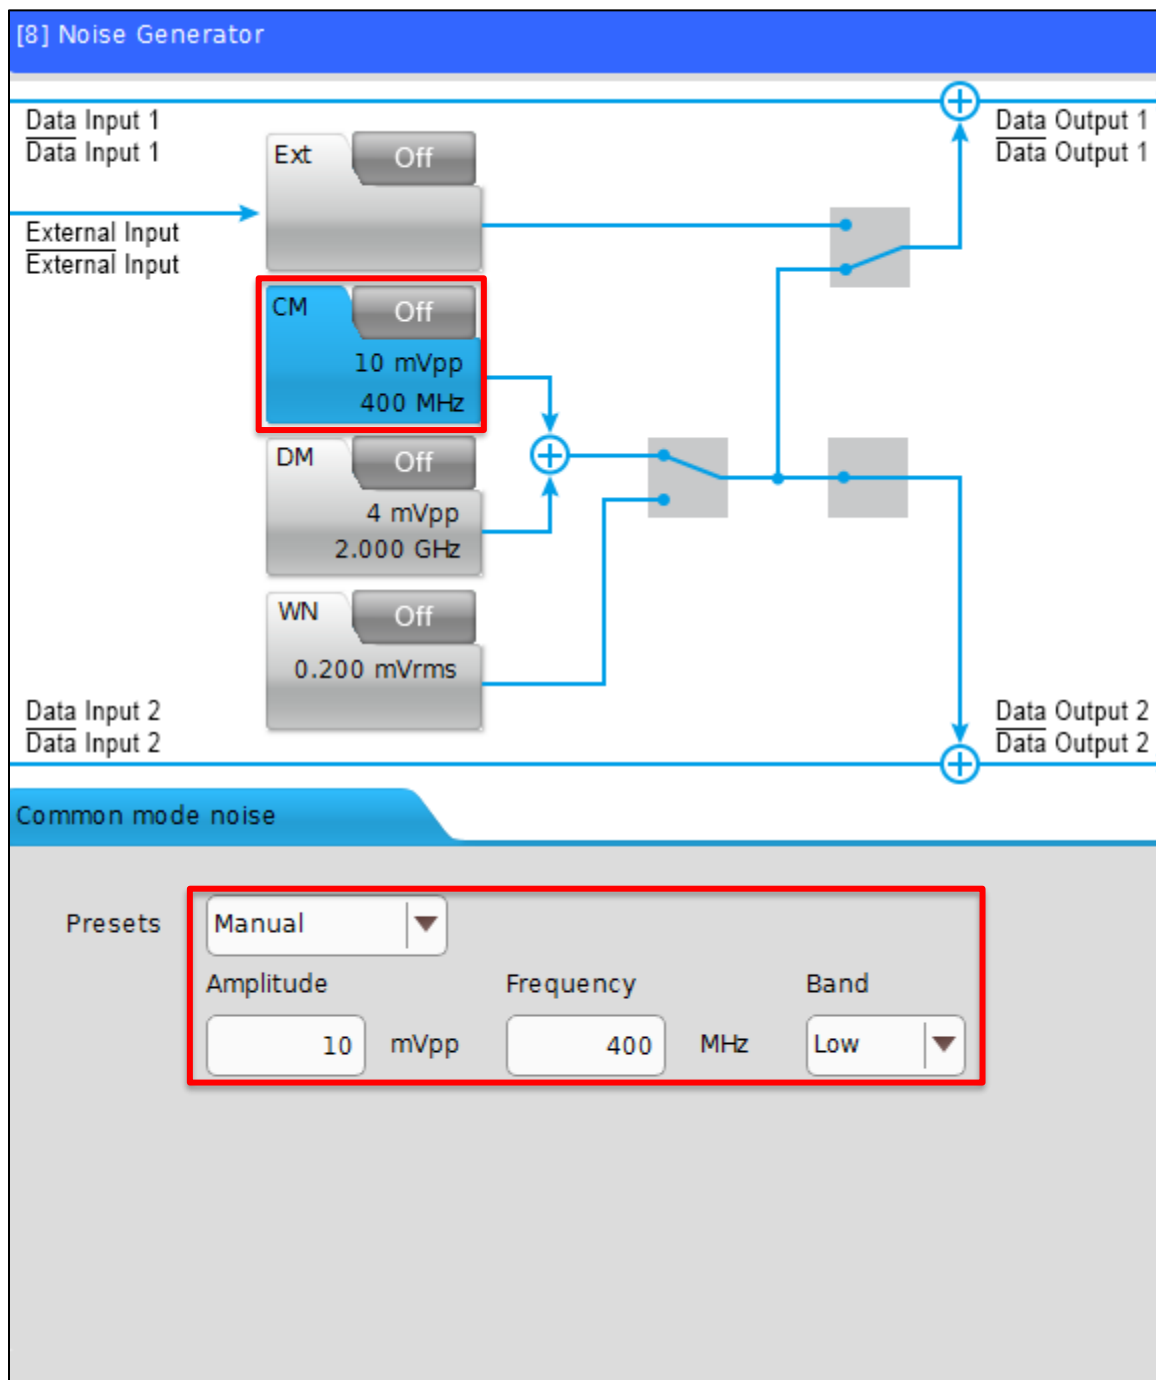 [8] Noise Generator
Data Input 1
Data Input 1
Ext
Off
Data Output 1
Data Output 1
External Input
External Input
CM
Off
10 mVpp
400 MHz
DM
Off
4 mVpp
2.000 GHz
WN
Off
0.200 mVrms
Data Input 2
Data Input 2
Data Output 2
Data Output 2
Common mode noise
Presets
Manual
Amplitude
Frequency
Band
10 mVpp
400 MHz
Low